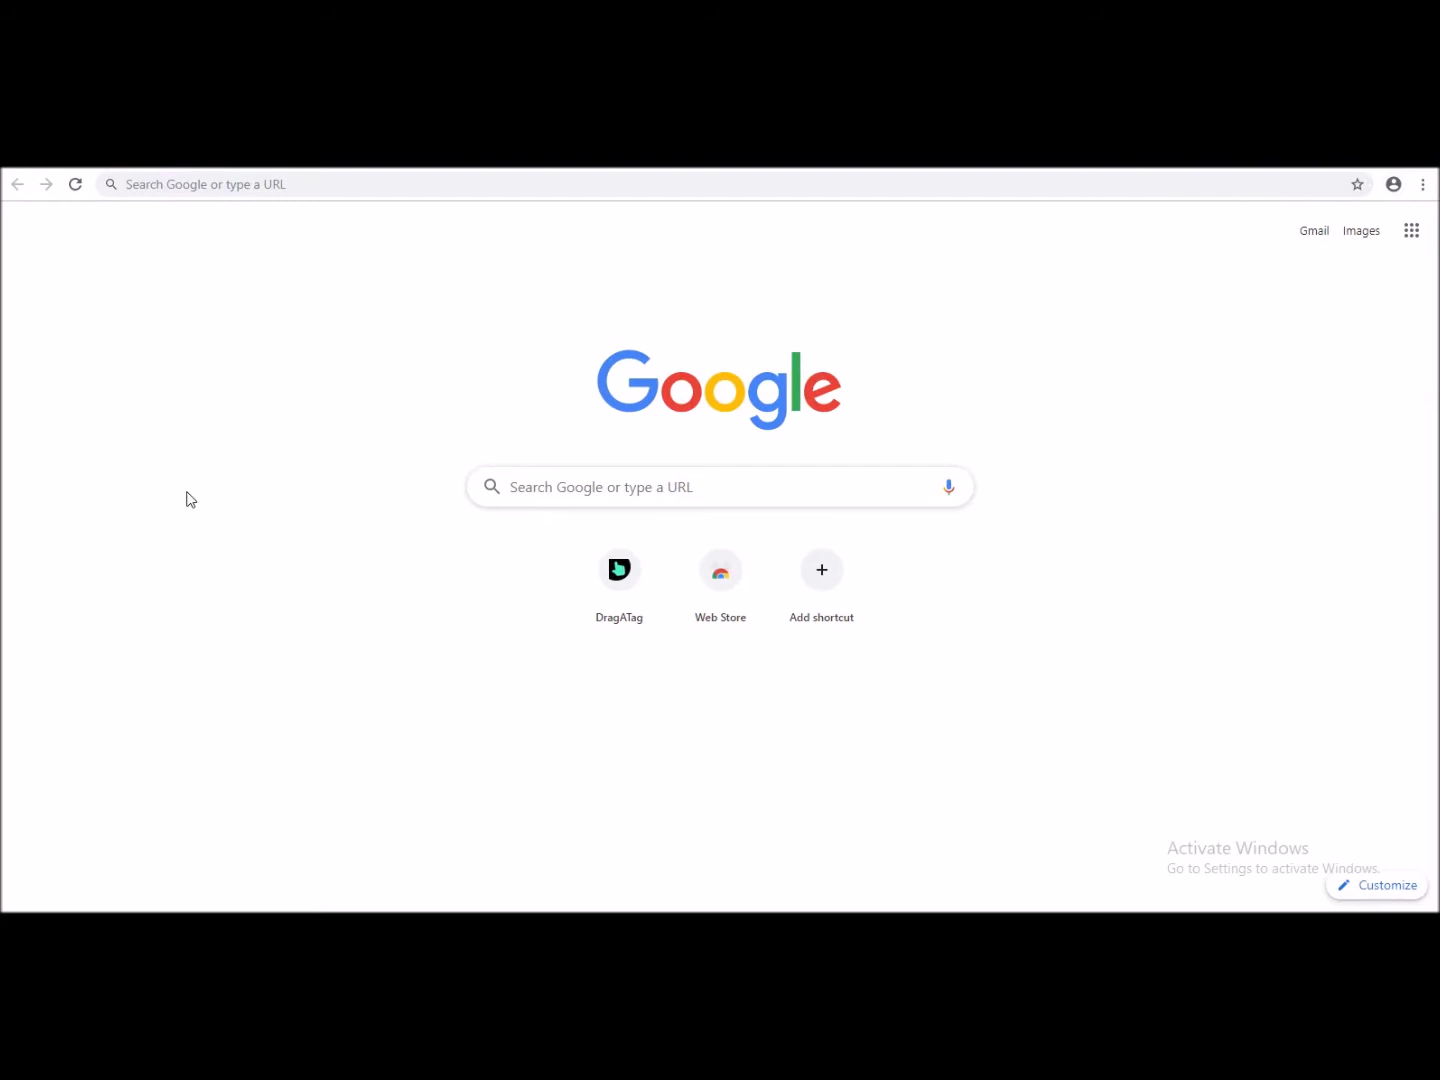 Search Google or type a URL
Gmail Images
Google
Search Google or type a URL
DragATag Web Store Add shortcut
Activate Windows
Go to Settings to activate Windows.
Customize